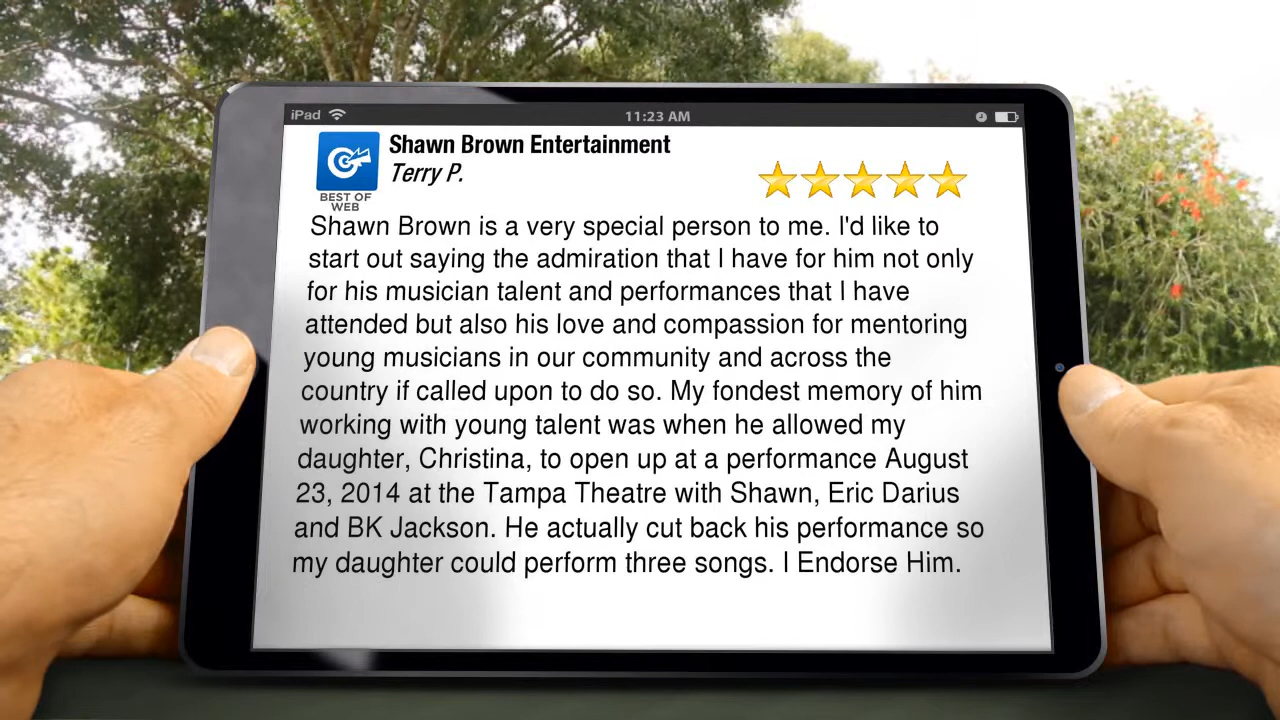 iPad
11:23 AM
Shawn Brown Entertainment
Terry P.
BEST OF
WEB
Shawn Brown is a very special person to me. I'd like to
start out saying the admiration that I have for him not only
for his musician talent and performances that I have
attended but also his love and compassion for mentoring
young musicians in our community and across the
country if called upon to do so. My fondest memory of him
working with young talent was when he allowed my
daughter, Christina, to open up at a performance August
23, 2014 at the Tampa Theatre with Shawn, Eric Darius
and BK Jackson. He actually cut back his performance so
my daughter could perform three songs. I Endorse Him.